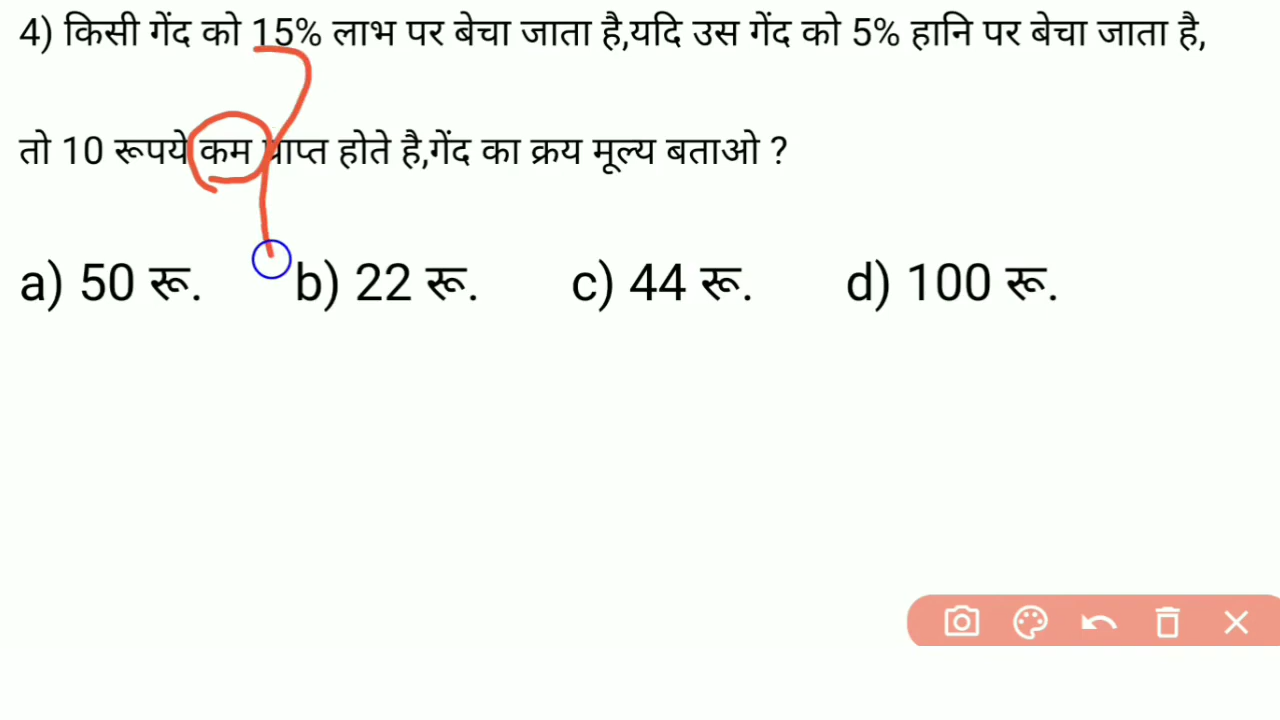 4) किसी गेंद को 15% लाभ पर बेचा जाता है,यदि उस गेंद को 5% हानि पर बेचा जाता है,
तो 10 रूपये कम प्राप्त होते है,गेंद का क्रय मूल्य बताओ ?
a) 50 रू. b) 22 रू. c) 44 रू. d) 100 रू.